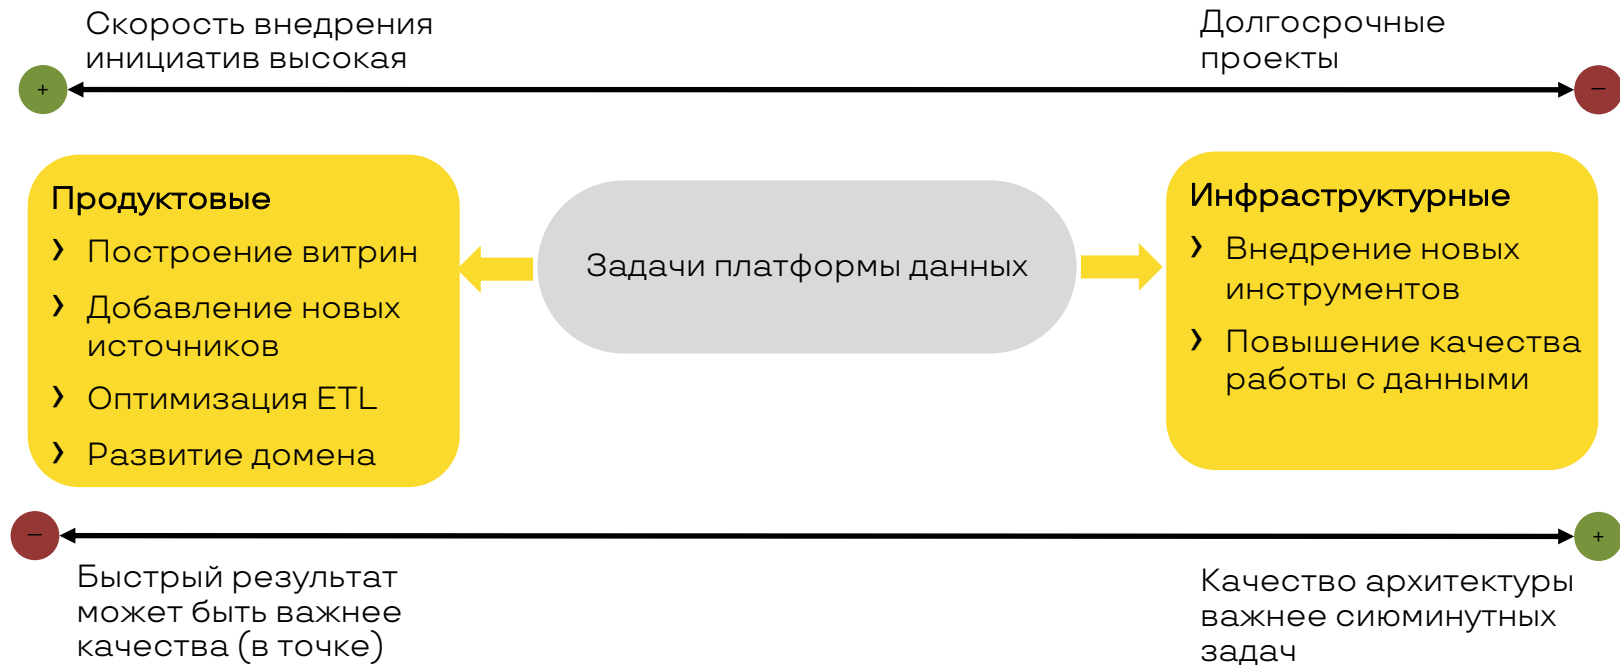 Скорость внедрения
инициатив высокая
Долгосрочные
проекты
+
–
Продуктовые
› Построение витрин
› Добавление новых
источников
› Оптимизация ETL
› Развитие домена
Задачи платформы данных
Инфраструктурные
› Внедрение новых
инструментов
› Повышение качества
работы с данными
–
+
Быстрый результат
может быть важнее
качества (в точке)
Качество архитектуры
важнее сиюминутных
задач